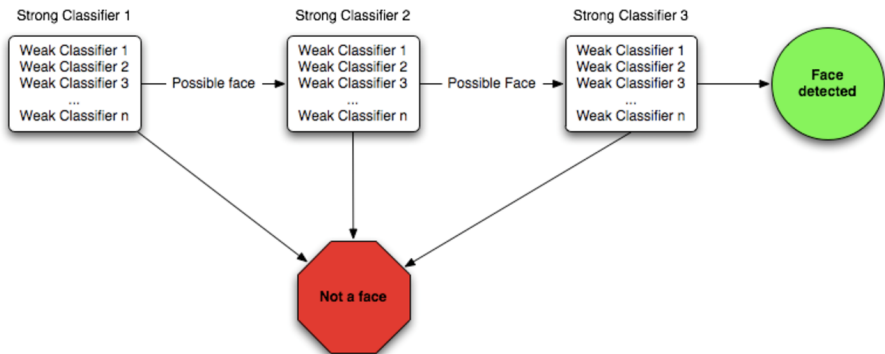 Strong Classifier 1
Strong Classifier 2
Strong Classifier 3
Weak Classifier 1
Weak Classifier 2
Weak Classifier 3
...
Weak Classifier n
Possible face
Weak Classifier 1
Weak Classifier 2
Weak Classifier 3
...
Weak Classifier n
Possible Face
Weak Classifier 1
Weak Classifier 2
Weak Classifier 3
...
Weak Classifier n
Face
detected
Not a face